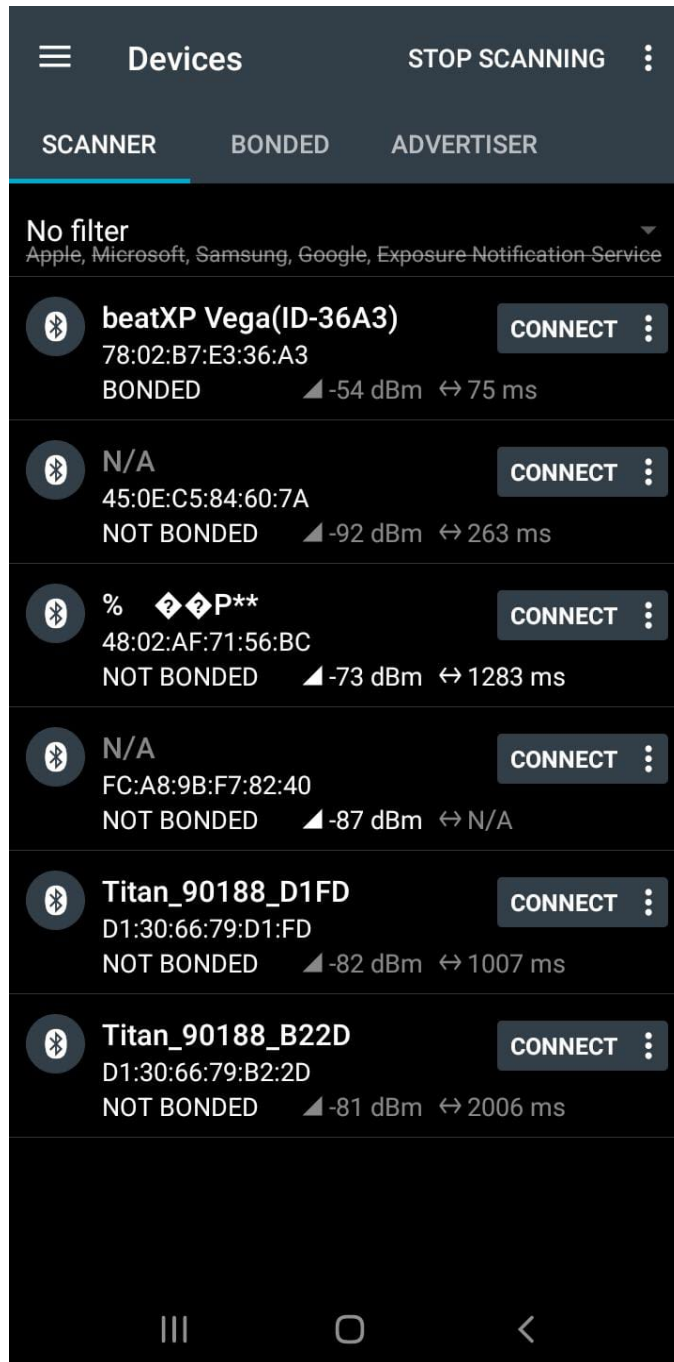 Devices
STOP SCANNING
SCANNER BONDED ADVERTISER
No filter
Apple, Microsoft, Samsung, Google, Exposure Notification Service
beatXP Vega(ID-36A3)
CONNECT
78:02:B7:E3:36:A3
BONDED -54 dBm 75 ms
N/A
CONNECT
45:0E:C5:84:60:7A
NOT BONDED -92 dBm 263 ms
% ��P**
CONNECT
48:02:AF:71:56:BC
NOT BONDED -73 dBm 1283 ms
N/A
CONNECT
FC:A8:9B:F7:82:40
NOT BONDED -87 dBm N/A
Titan_90188_D1FD
CONNECT
D1:30:66:79:D1:FD
NOT BONDED -82 dBm 1007 ms
Titan_90188_B22D
CONNECT
D1:30:66:79:B2:2D
NOT BONDED -81 dBm 2006 ms